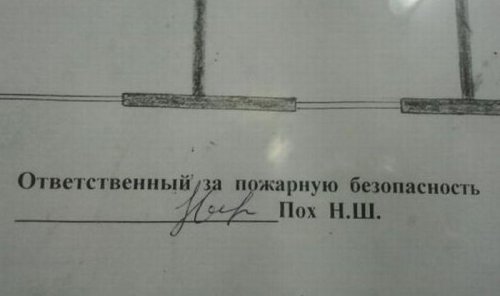 Ответственный за пожарную безопасность
Пох Н.Ш.